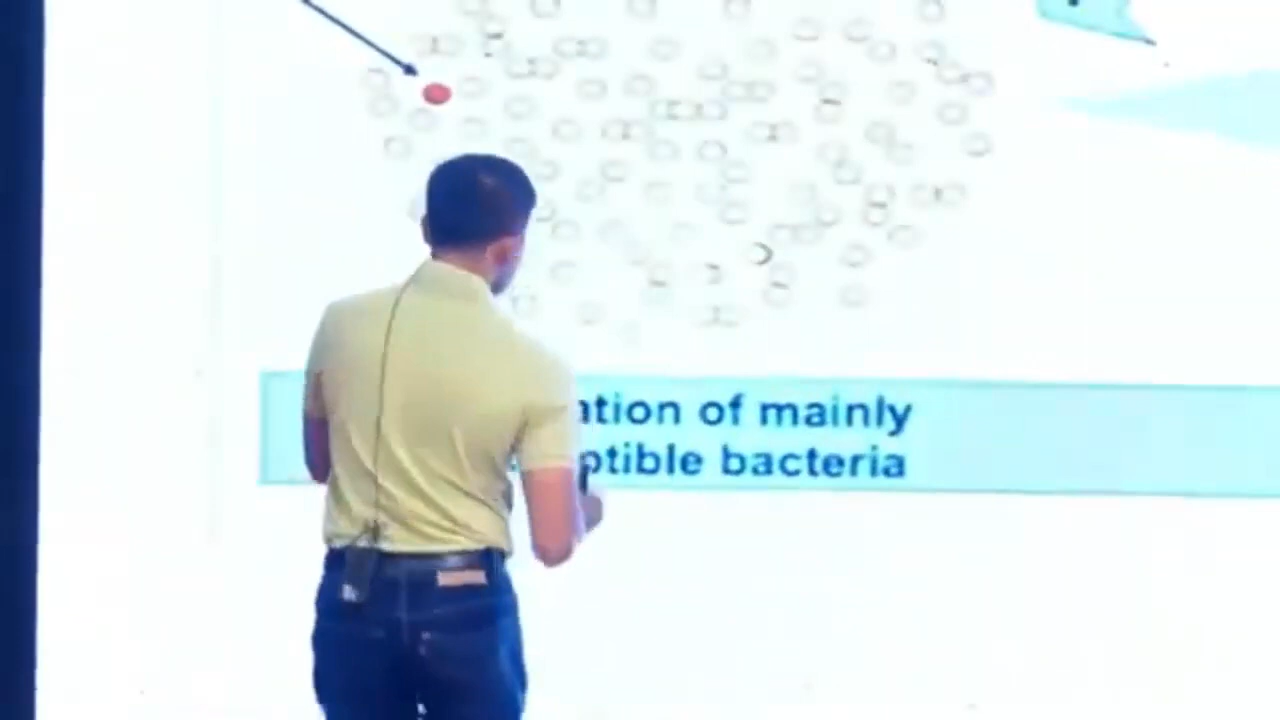 ation of mainly
ptible bacteria